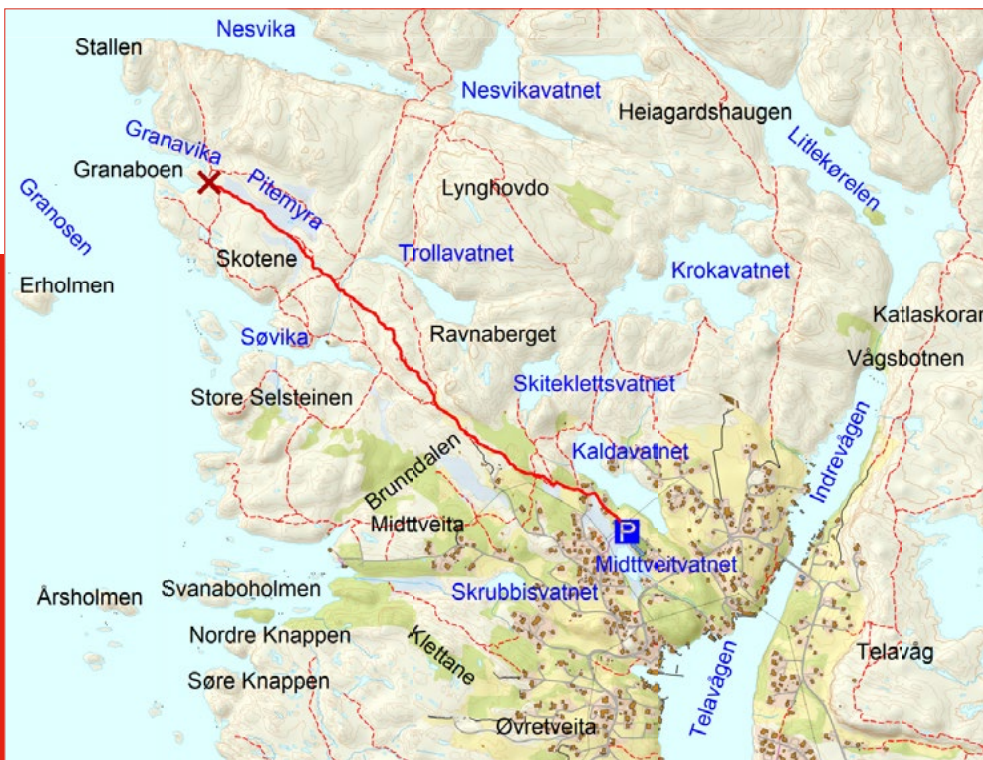 Nesvika
Stallen
Nesvikavatnet
Heiagardshaugen
Granavika
Litlekørelen
Granaboen
Pitemyra
Lynghovdo
Granosen
Skotene
Trollavatnet
Krokavatnet
Erholmen
Katlaskoran
Søvika
Ravnaberget
Vågsbotnen
Skiteklettsvatnet
Store Selsteinen
Kaldavatnet
Brunndalen
Indrevågen
Midttveita
P
Midttveitvatnet
Svanaboholmen
Skrubbisvatnet
Årsholmen
Nordre Knappen
Klettane
Telavåg
Søre Knappen
Telavågen
Øvretveita